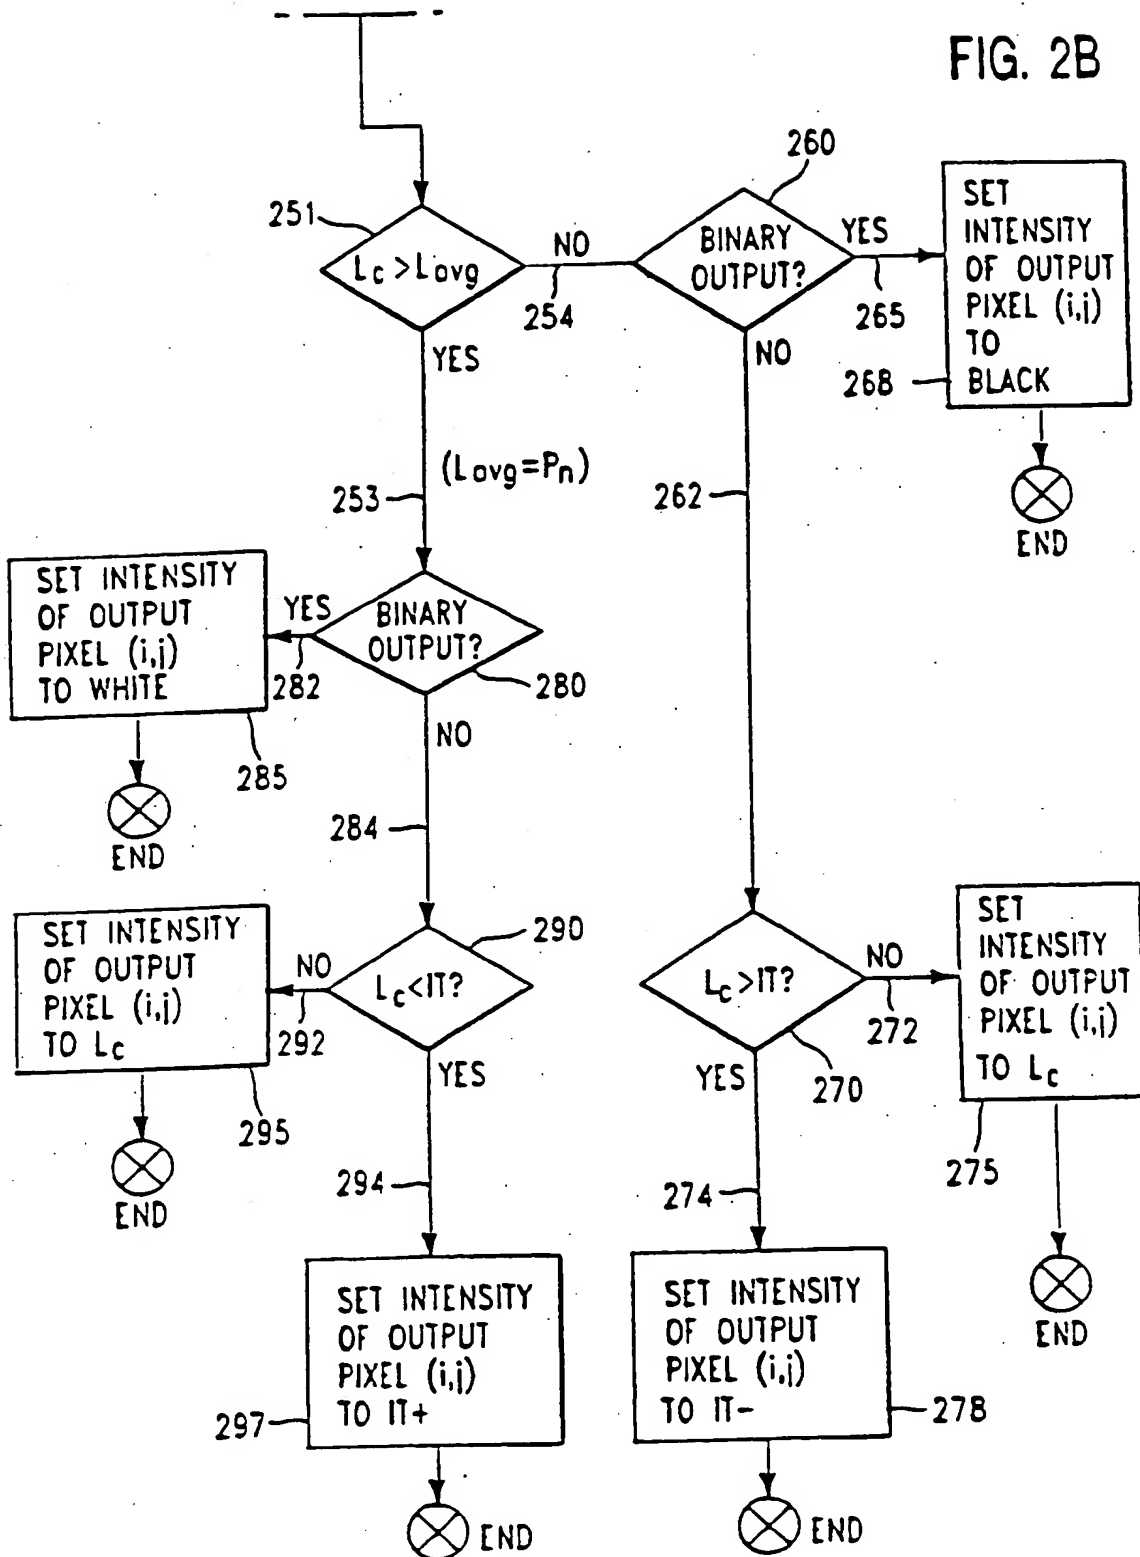 FIG. 2B
251
Lc > Lavg
NO
254
YES
260
BINARY
OUTPUT?
YES
265
NO
SET
INTENSITY
OF OUTPUT
PIXEL (i,j)
TO
BLACK
268
END
253
(Lavg=Pn)
262
SET INTENSITY
OF OUTPUT
PIXEL (i,j)
TO WHITE
YES
282
BINARY
OUTPUT?
280
NO
285
END
284
SET INTENSITY
OF OUTPUT
PIXEL (i,j)
TO Lc
NO
292
Lc<IT?
290
YES
295
END
Lc>IT?
NO
272
270
YES
SET
INTENSITY
OF OUTPUT
PIXEL (i,j)
TO Lc
275
END
294
274
SET INTENSITY
OF OUTPUT
PIXEL (i,j)
TO IT+
297
END
SET INTENSITY
OF OUTPUT
PIXEL (i,j)
TO IT-
278
END